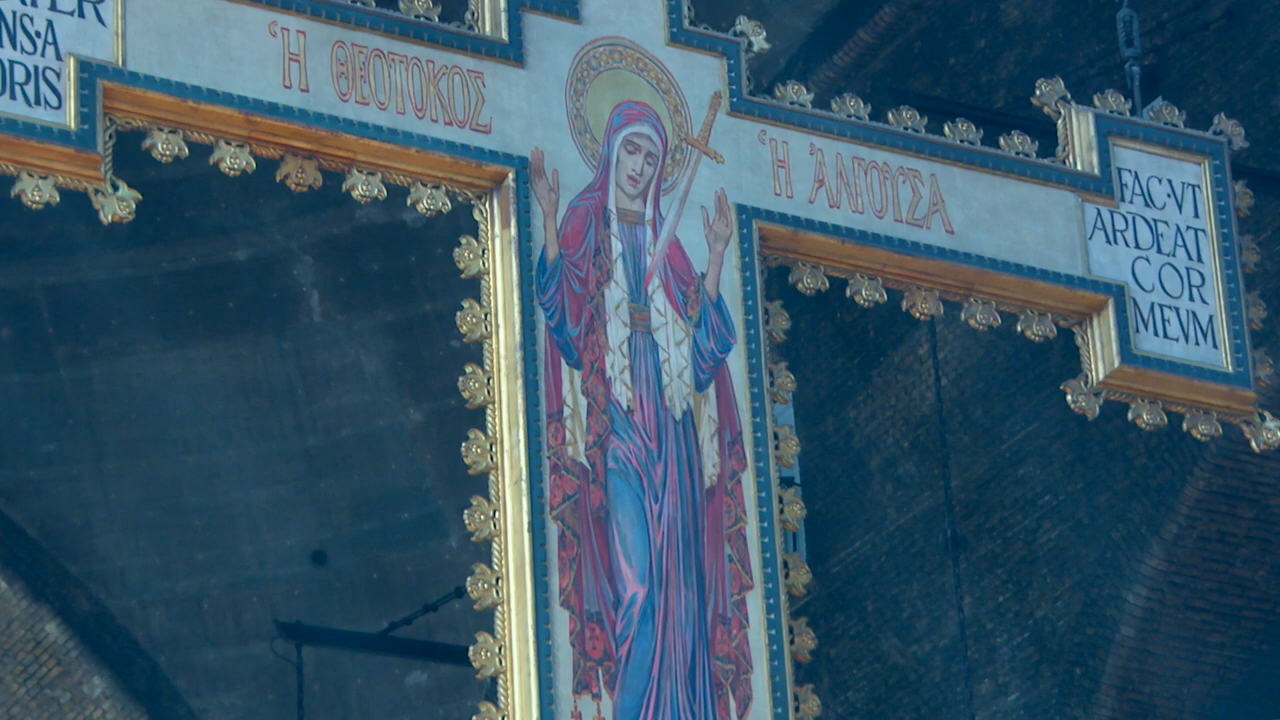 NS·A
ORIS
Ἡ ΘΕΟΤΟΚΟΣ
Ἡ ἈΛΓΟΥΣΑ
FAC·VT
ARDEAT
COR
MEVM